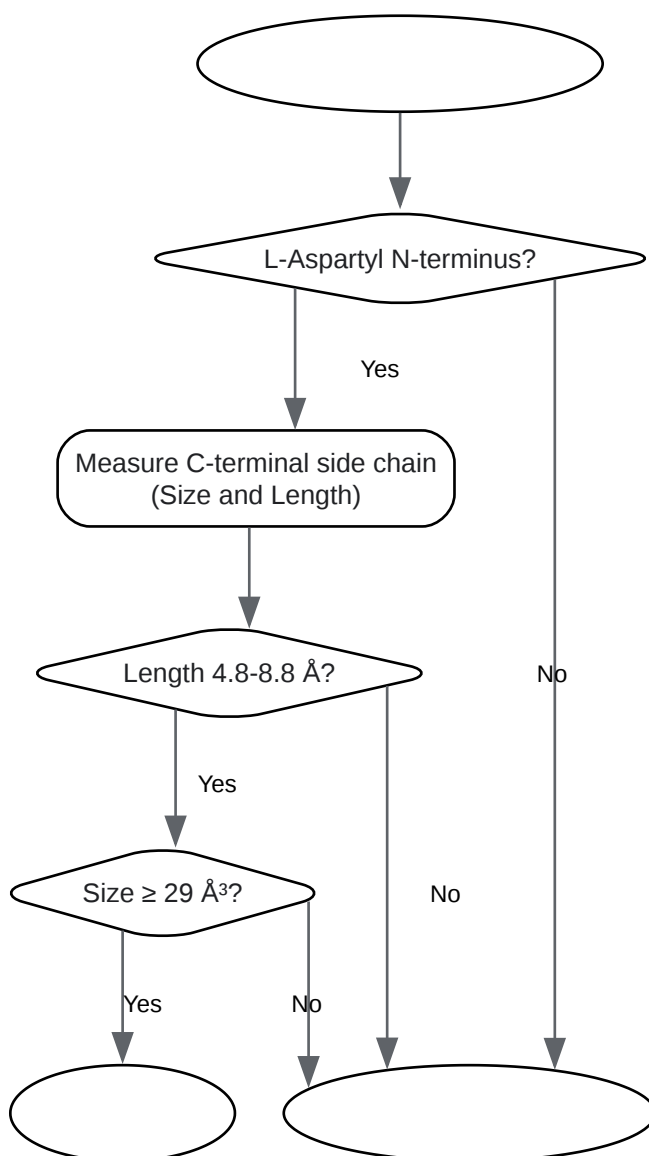 L-Aspartyl N-terminus?
Yes
Measure C-terminal side chain
(Size and Length)
Length 4.8-8.8 Å?
No
Yes
Size ≥ 29 Å³?
No
Yes
No